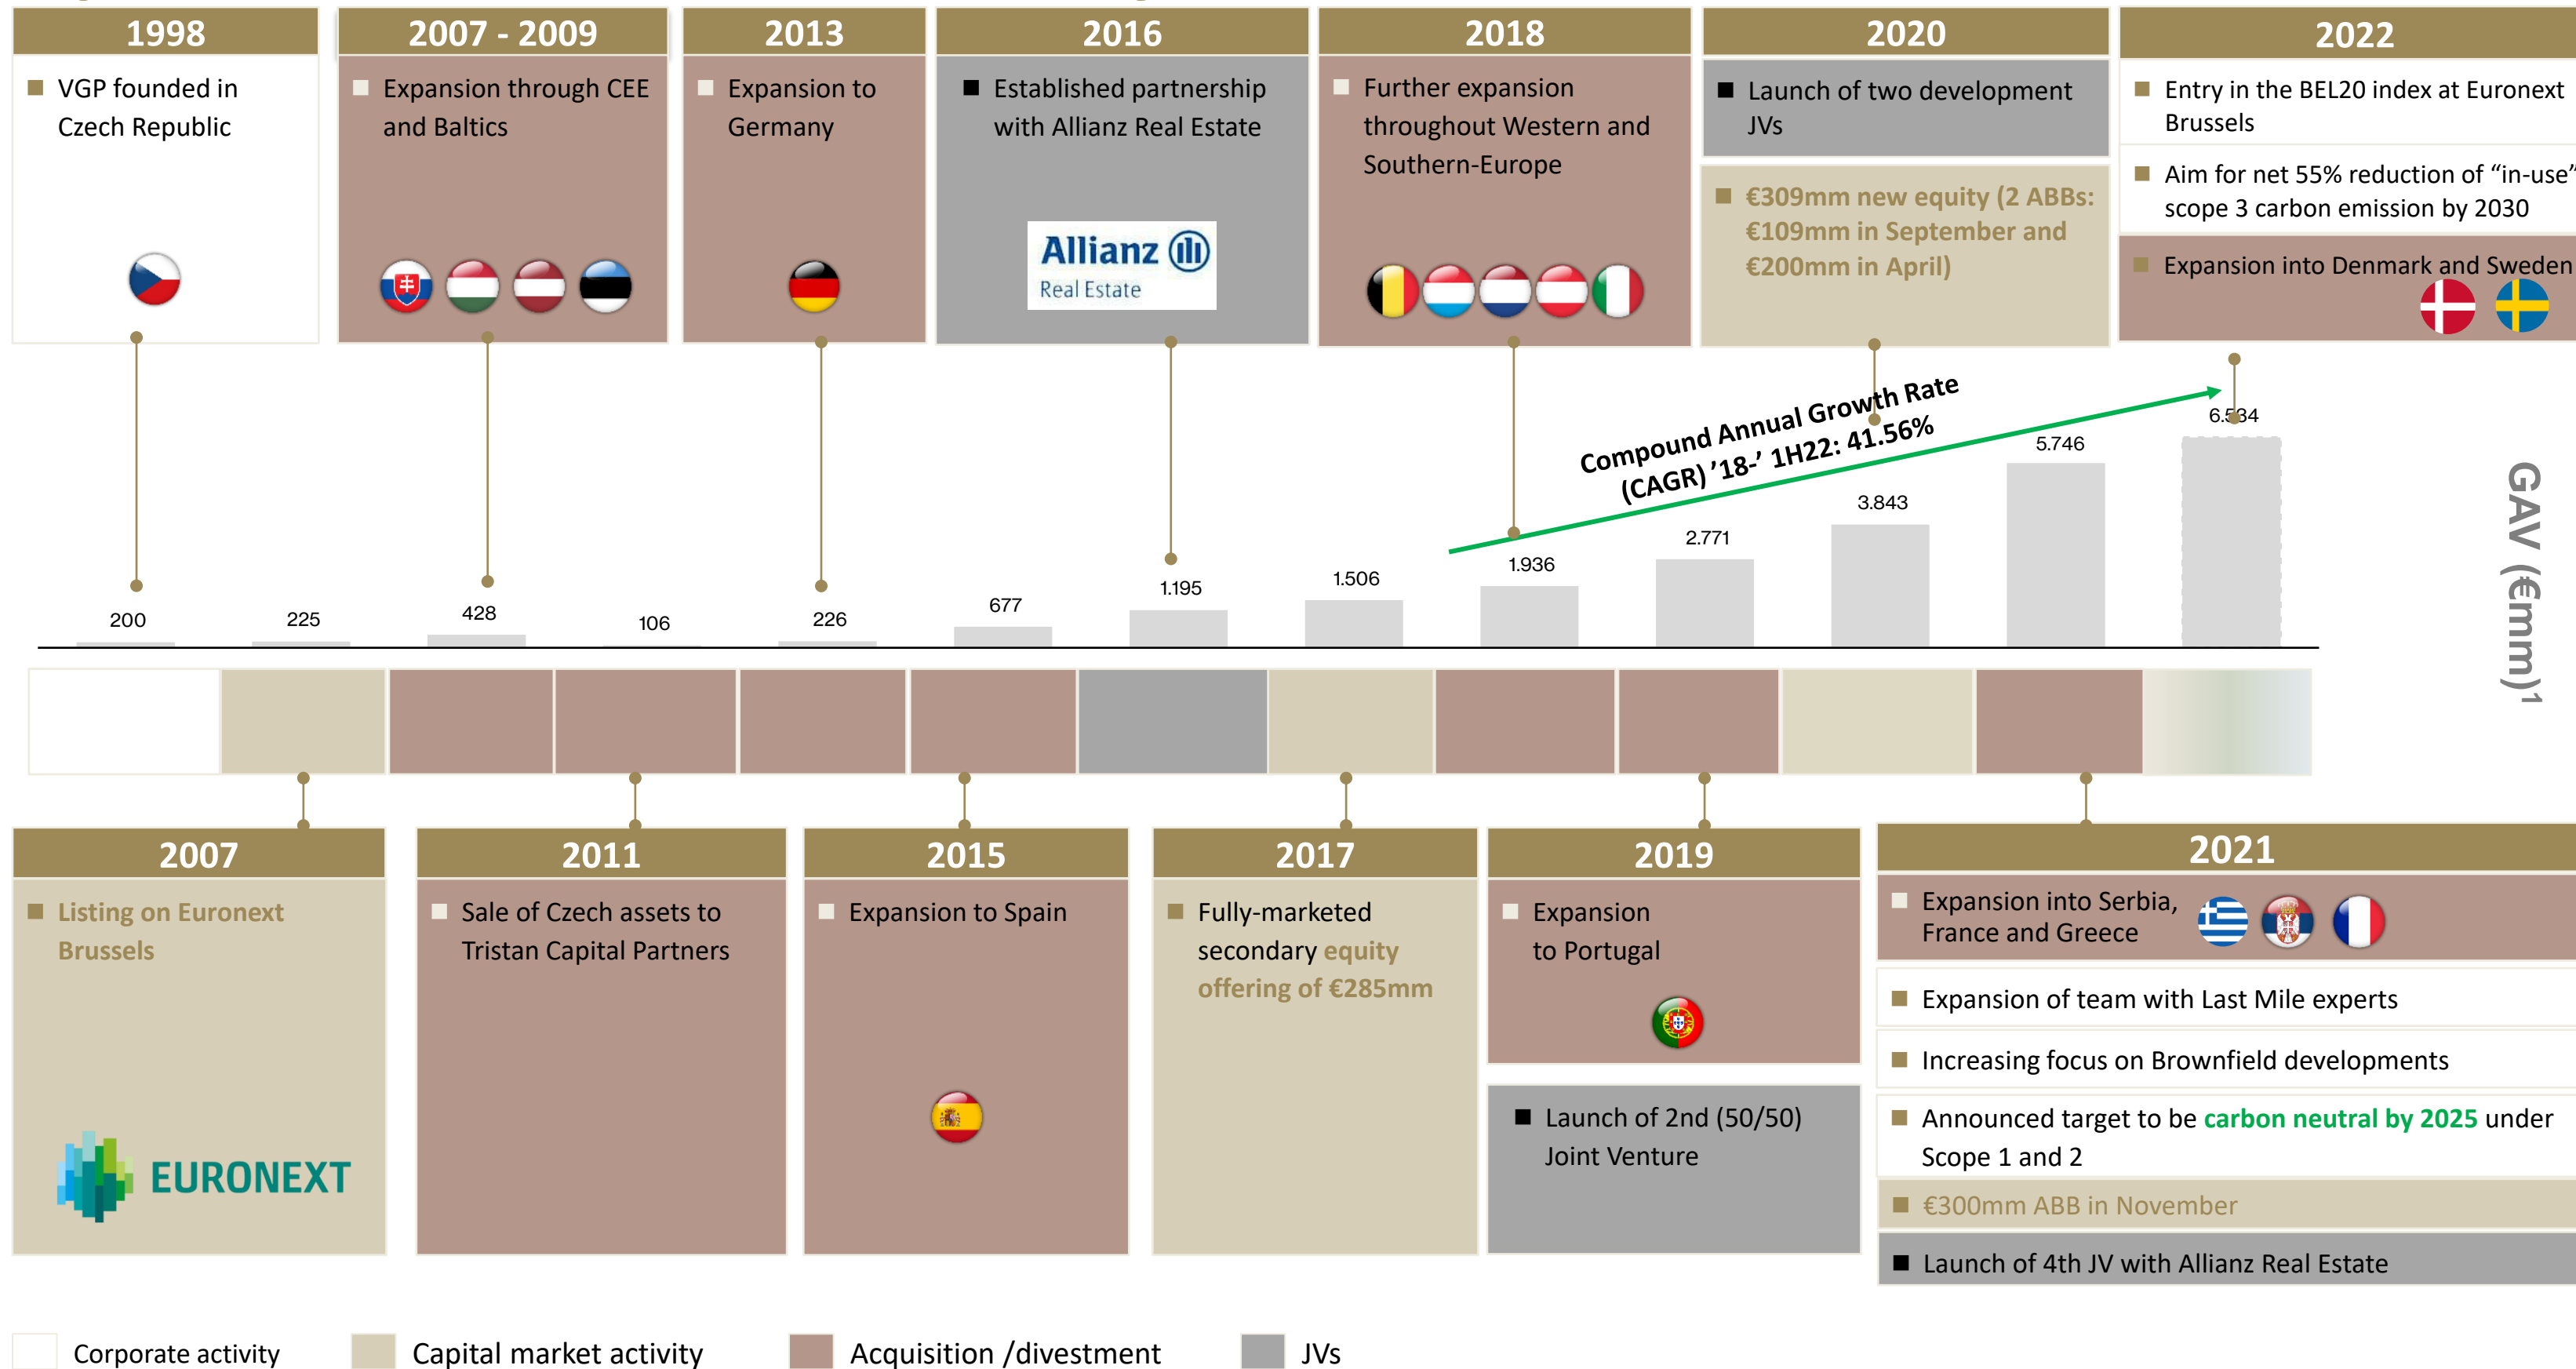 1998
VGP founded in
Czech Republic
2007 - 2009
Expansion through CEE
and Baltics
2013
Expansion to
Germany
2016
Established partnership
with Allianz Real Estate
Allianz
Real Estate
2018
Further expansion
throughout Western and
Southern-Europe
2020
Launch of two development
JVs
€309mm new equity (2 ABBs:
€109mm in September and
€200mm in April)
2022
Entry in the BEL20 index at Euronext
Brussels
Aim for net 55% reduction of “in-use”
scope 3 carbon emission by 2030
Expansion into Denmark and Sweden
Compound Annual Growth Rate
(CAGR) ’18-’ 1H22: 41.56%
200
225
428
106
226
677
1.195
1.506
1.936
2.771
3.843
5.746
6.534
GAV (€mm)1
2007
Listing on Euronext
Brussels
EURONEXT
2011
Sale of Czech assets to
Tristan Capital Partners
2015
Expansion to Spain
2017
Fully-marketed
secondary equity
offering of €285mm
2019
Expansion
to Portugal
Launch of 2nd (50/50)
Joint Venture
2021
Expansion into Serbia,
France and Greece
Expansion of team with Last Mile experts
Increasing focus on Brownfield developments
Announced target to be carbon neutral by 2025 under
Scope 1 and 2
€300mm ABB in November
Launch of 4th JV with Allianz Real Estate
Corporate activity
Capital market activity
Acquisition /divestment
JVs